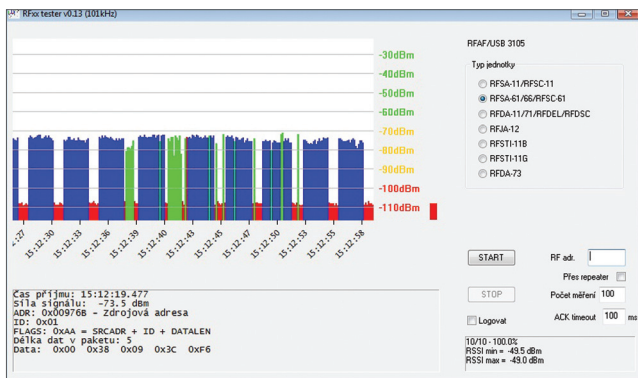 RFxx tester v0.13 (101kHz)
-30dBm
-40dBm
-50dBm
-60dBm
-70dBm
-80dBm
-90dBm
-100dBm
-110dBm
:27
15:12:30
15:12:33
15:12:36
15:12:39
15:12:40
15:12:43
15:12:45
15:12:47
15:12:50
15:12:53
15:12:55
15:12:58
Čas příjmu: 15:12:19.477
Síla signálu: -73.5 dBm
ADR: 0x00976B - Zdrojová adresa
ID: 0x01
FLAGS: 0xAA = SRCADR + ID + DATALEN
Délka dat v paketu: 5
Data: 0x00 0x38 0x09 0x3C 0xF6
RFAF/USB 3105
Typ jednotky
RFSA-11/RFSC-11
RFSA-61/66/RFSC-61
RFDA-11/71/RFDEL/RFDSC
RFJA-12
RFSTI-11B
RFSTI-11G
RFDA-73
START
RF adr.
Přes repeater
STOP
Počet měření 100
Logovat
ACK timeout 100 ms
10/10 - 100.0%
RSSI min = -49.5 dBm
RSSI max = -49.0 dBm